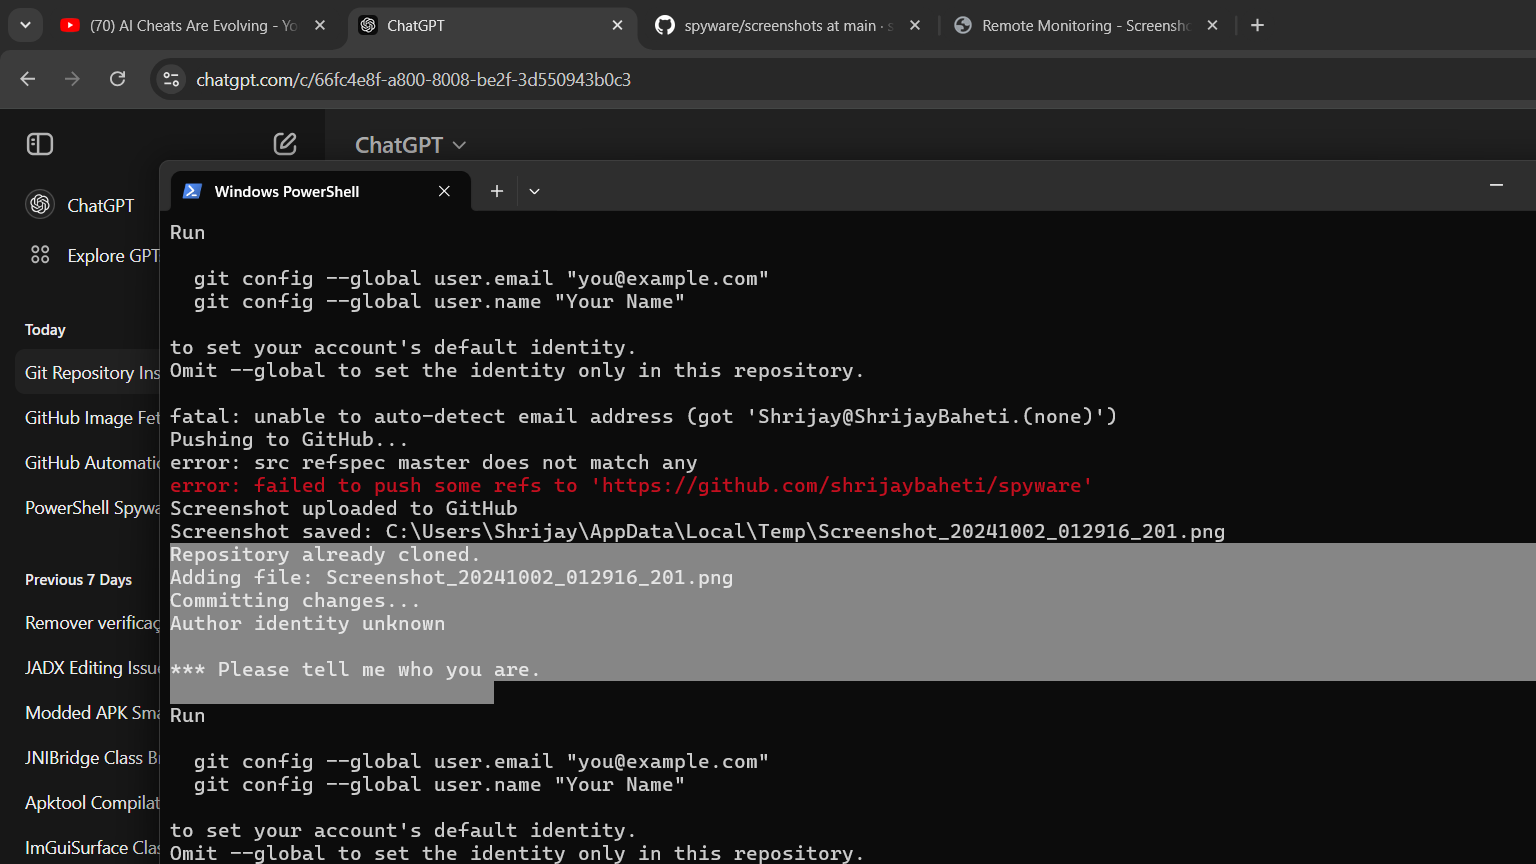 (70) AI Cheats Are Evolving - Yo
ChatGPT
spyware/screenshots at main · s
Remote Monitoring - Screensho
chatgpt.com/c/66fc4e8f-a800-8008-be2f-3d550943b0c3
ChatGPT
ChatGPT
Explore GPT
Today
Git Repository Ins
GitHub Image Fet
GitHub Automatic
PowerShell Spywa
Previous 7 Days
Remover verificaç
JADX Editing Issue
Modded APK Sma
JNIBridge Class Br
Apktool Compilat
ImGuiSurface Clas
Windows PowerShell
Run
git config --global user.email "you@example.com"
git config --global user.name "Your Name"
to set your account's default identity.
Omit --global to set the identity only in this repository.
fatal: unable to auto-detect email address (got 'Shrijay@ShrijayBaheti.(none)')
Pushing to GitHub...
error: src refspec master does not match any
error: failed to push some refs to 'https://github.com/shrijaybaheti/spyware'
Screenshot uploaded to GitHub
Screenshot saved: C:\Users\Shrijay\AppData\Local\Temp\Screenshot_20241002_012916_201.png
Repository already cloned.
Adding file: Screenshot_20241002_012916_201.png
Committing changes...
Author identity unknown
*** Please tell me who you are.
Run
git config --global user.email "you@example.com"
git config --global user.name "Your Name"
to set your account's default identity.
Omit --global to set the identity only in this repository.